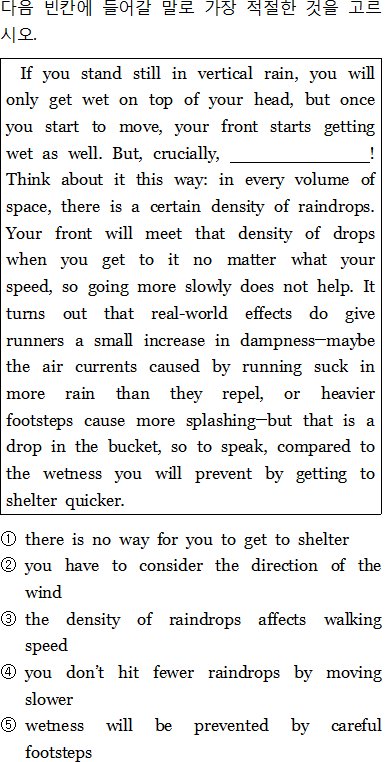 다음 빈칸에 들어갈 말로 가장 적절한 것을 고르
시오.
If you stand still in vertical rain, you will
only get wet on top of your head, but once
you start to move, your front starts getting
wet as well. But, crucially, ________________!
Think about it this way: in every volume of
space, there is a certain density of raindrops.
Your front will meet that density of drops
when you get to it no matter what your
speed, so going more slowly does not help. It
turns out that real-world effects do give
runners a small increase in dampness─maybe
the air currents caused by running suck in
more rain than they repel, or heavier
footsteps cause more splashing─but that is a
drop in the bucket, so to speak, compared to
the wetness you will prevent by getting to
shelter quicker.
① there is no way for you to get to shelter
② you have to consider the direction of the
wind
③ the density of raindrops affects walking
speed
④ you don't hit fewer raindrops by moving
slower
⑤ wetness will be prevented by careful
footsteps